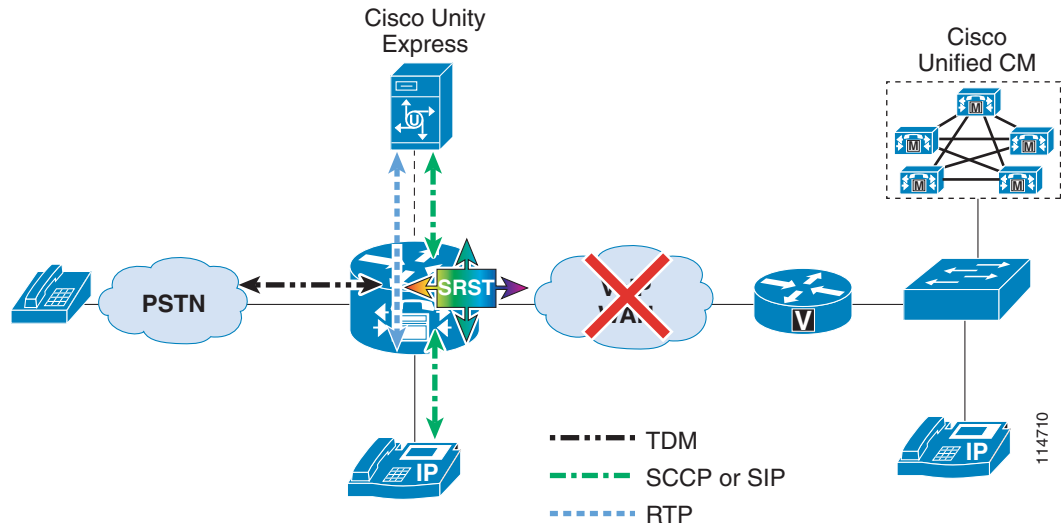 Cisco Unity
Express
Cisco
Unified CM
M
M
M
M
M
U
PSTN
SRST
V
IP
IP
TDM
SCCP or SIP
RTP
114710